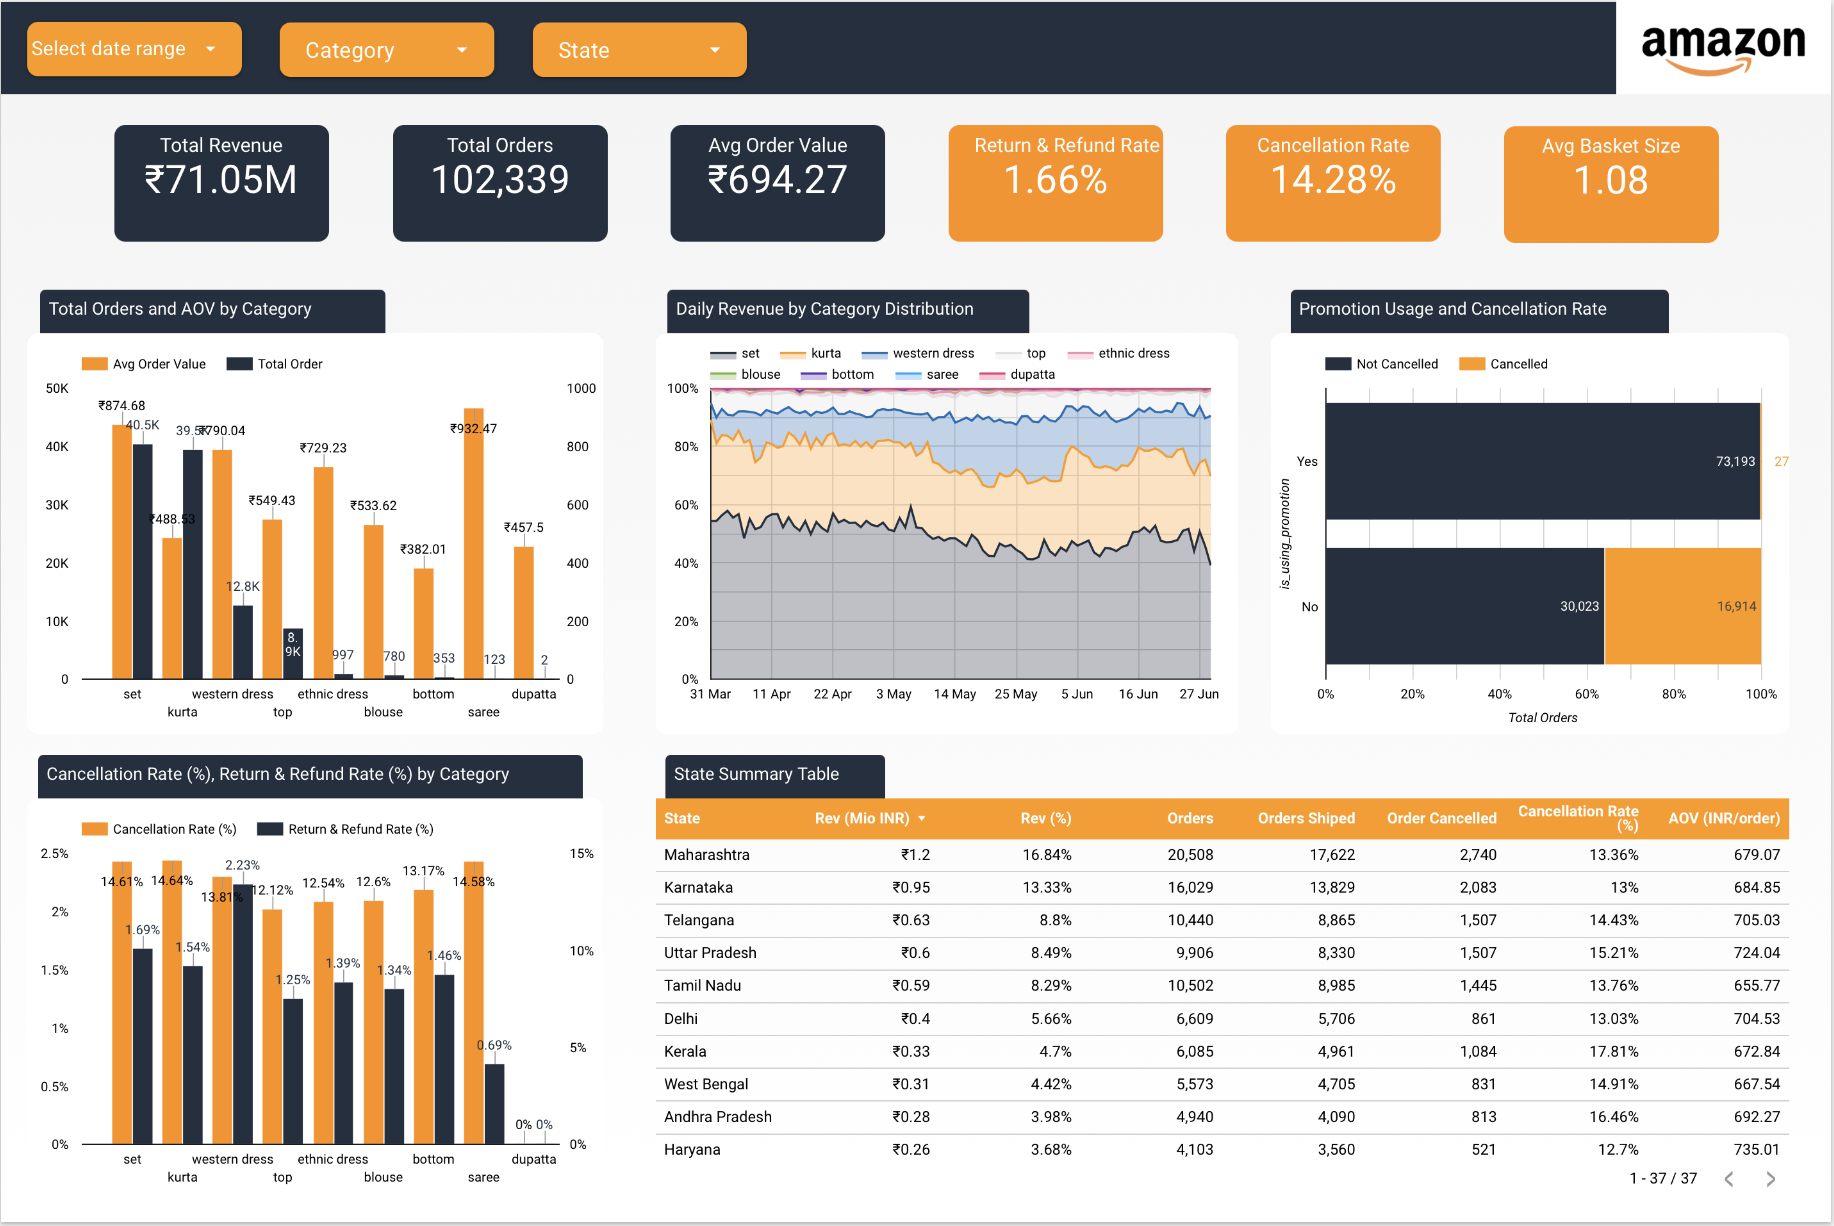 Select date range
Category
State
amazon
Total Revenue
₹71.05M
Total Orders
102,339
Avg Order Value
₹694.27
Return & Refund Rate
1.66%
Cancellation Rate
14.28%
Avg Basket Size
1.08
Total Orders and AOV by Category
Avg Order Value Total Order
50K 1000
40K 800
30K 600
20K 400
10K 200
0 0
₹874.68 40.5K
₹488.53 39.5K
₹790.04 12.8K
₹549.43 8.9K
₹729.23 997
₹533.62 780
₹382.01 353
₹932.47 123
₹457.5 2
set western dress ethnic dress bottom dupatta
kurta top blouse saree
Daily Revenue by Category Distribution
set kurta western dress top ethnic dress
blouse bottom saree dupatta
100%
80%
60%
40%
20%
0%
31 Mar 11 Apr 22 Apr 3 May 14 May 25 May 5 Jun 16 Jun 27 Jun
Promotion Usage and Cancellation Rate
Not Cancelled Cancelled
is_using_promotion
Yes 73,193 27
No 30,023 16,914
0% 20% 40% 60% 80% 100%
Total Orders
Cancellation Rate (%), Return & Refund Rate (%) by Category
Cancellation Rate (%) Return & Refund Rate (%)
2.5% 15%
2%
1.5% 10%
1%
0.5% 5%
0% 0%
14.61% 1.69%
14.64% 1.54%
13.81% 2.23%
12.12% 1.25%
12.54% 1.39%
12.6% 1.34%
13.17% 1.46%
14.58% 0.69%
0% 0%
set western dress ethnic dress bottom dupatta
kurta top blouse saree
State Summary Table
State Rev (Mio INR) Rev (%) Orders Orders Shiped Order Cancelled Cancellation Rate (%) AOV (INR/order)
Maharashtra ₹1.2 16.84% 20,508 17,622 2,740 13.36% 679.07
Karnataka ₹0.95 13.33% 16,029 13,829 2,083 13% 684.85
Telangana ₹0.63 8.8% 10,440 8,865 1,507 14.43% 705.03
Uttar Pradesh ₹0.6 8.49% 9,906 8,330 1,507 15.21% 724.04
Tamil Nadu ₹0.59 8.29% 10,502 8,985 1,445 13.76% 655.77
Delhi ₹0.4 5.66% 6,609 5,706 861 13.03% 704.53
Kerala ₹0.33 4.7% 6,085 4,961 1,084 17.81% 672.84
West Bengal ₹0.31 4.42% 5,573 4,705 831 14.91% 667.54
Andhra Pradesh ₹0.28 3.98% 4,940 4,090 813 16.46% 692.27
Haryana ₹0.26 3.68% 4,103 3,560 521 12.7% 735.01
1 - 37 / 37